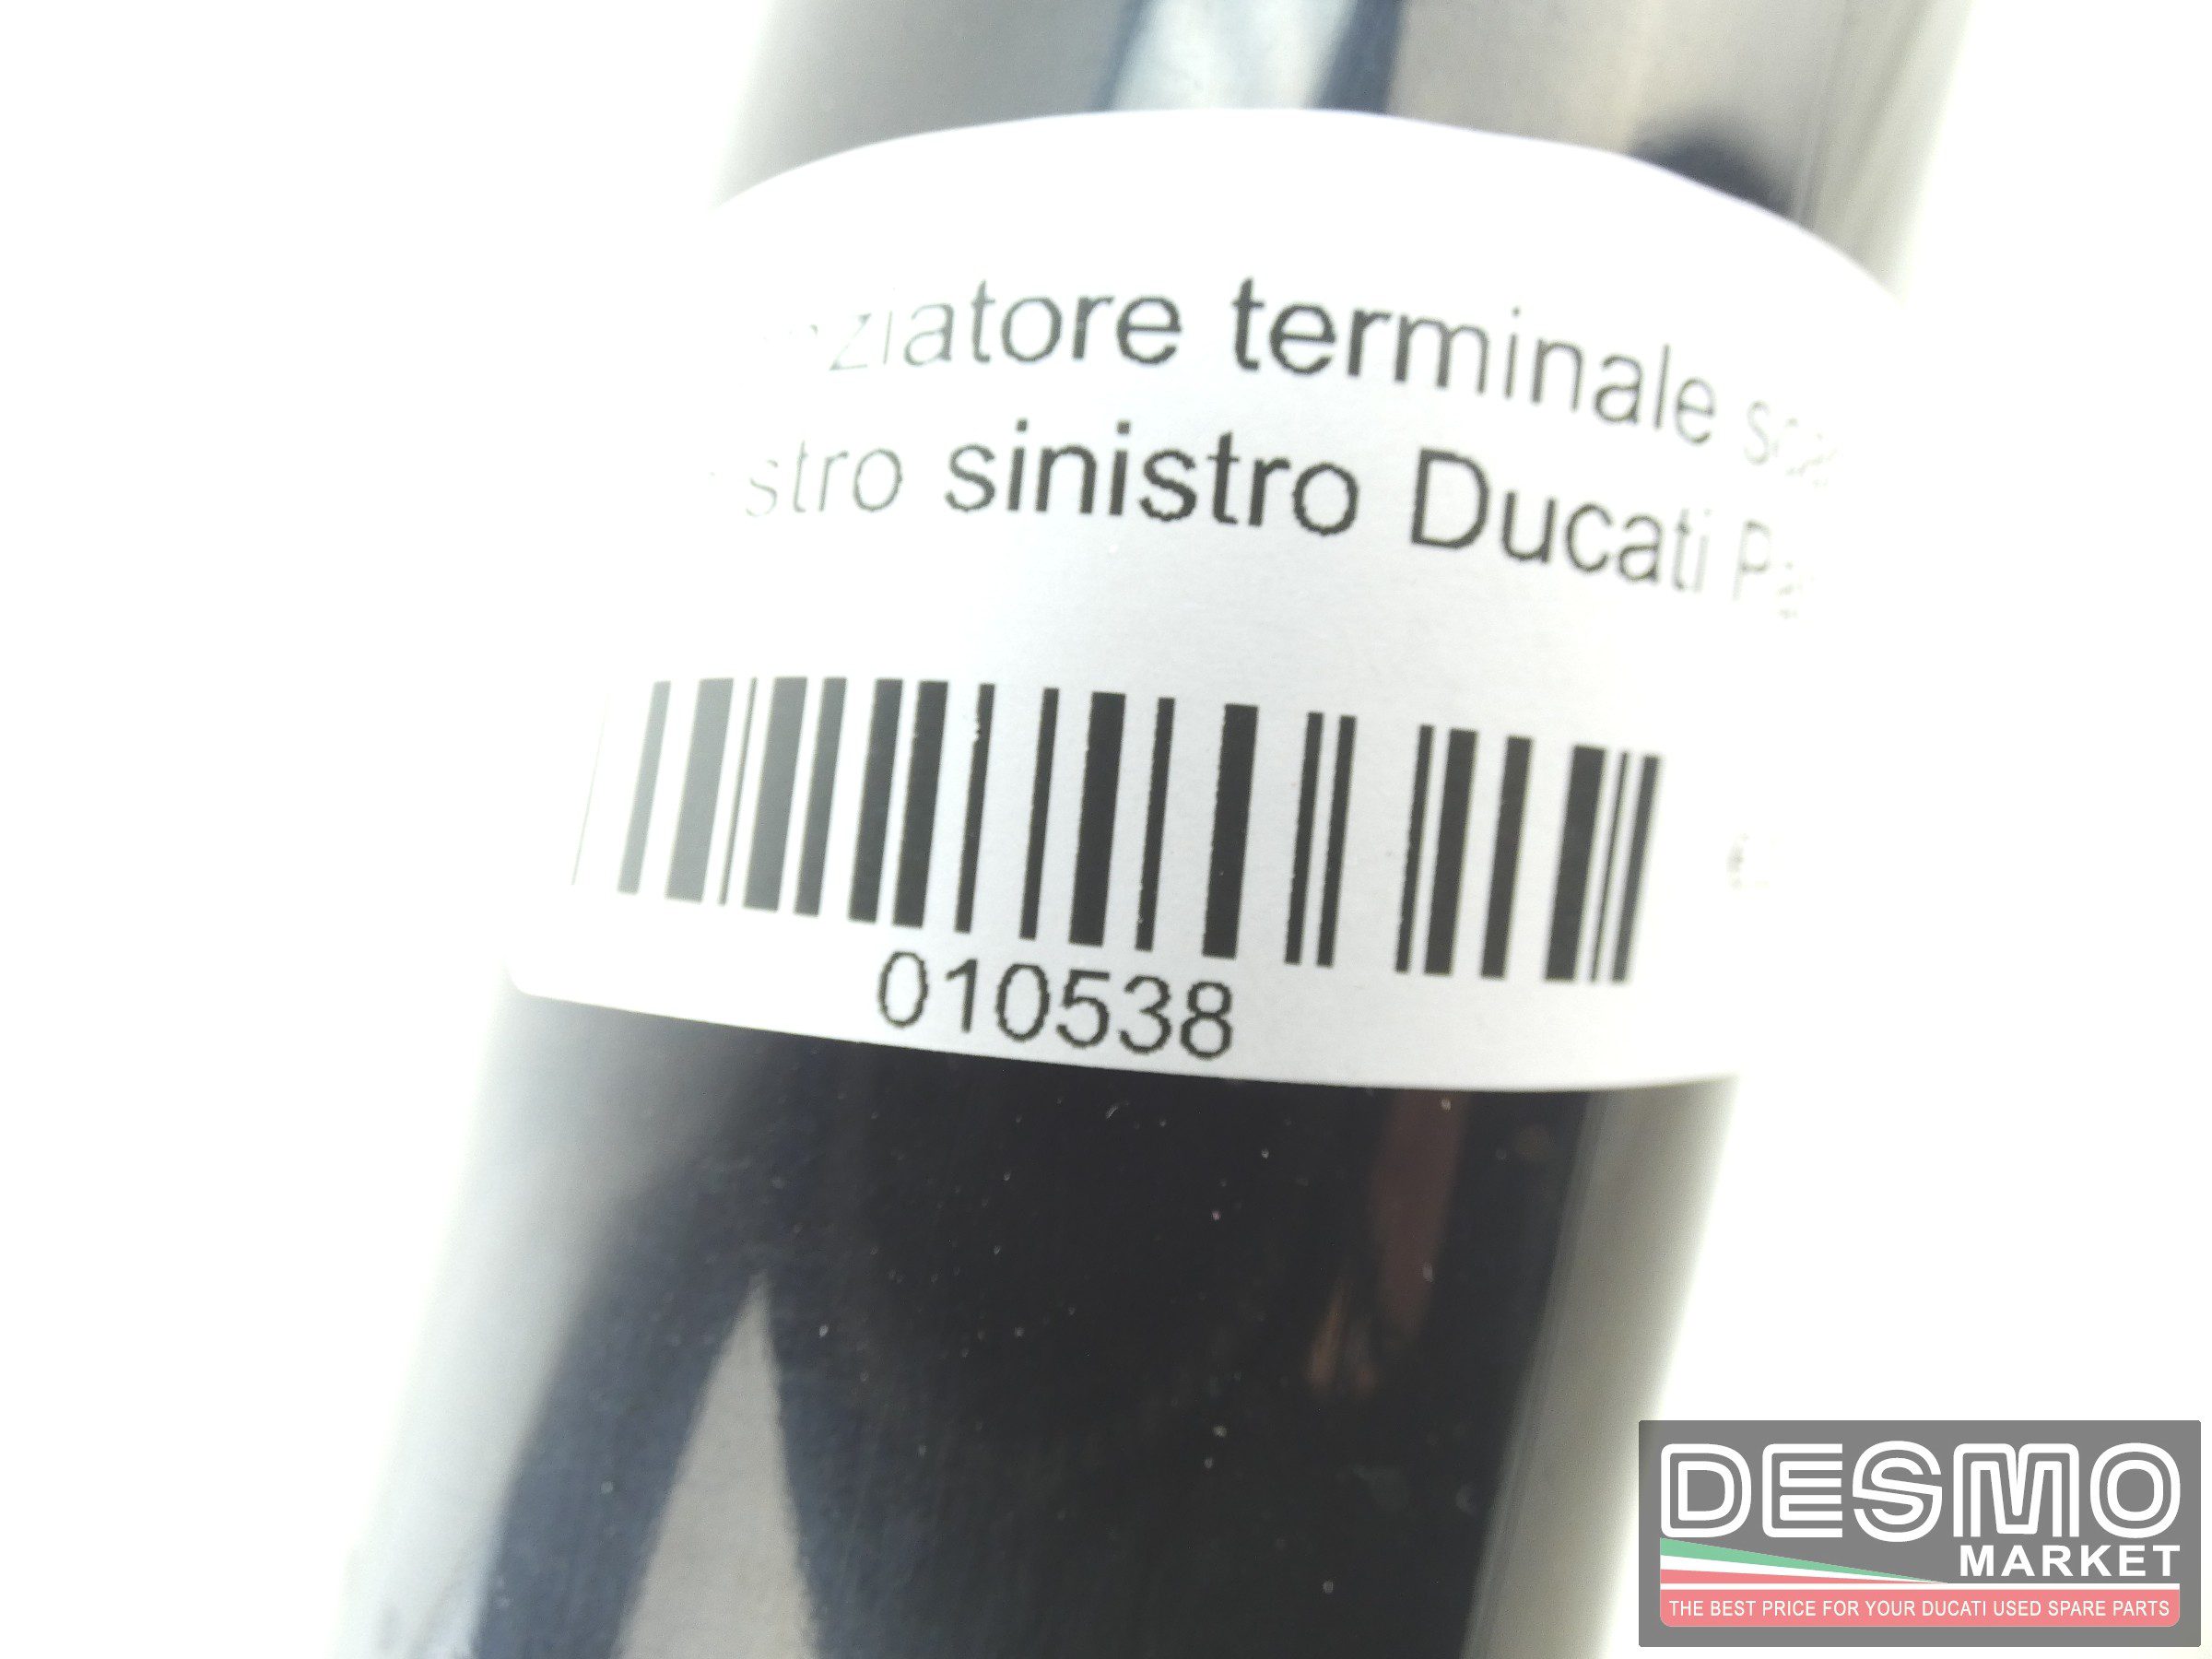 terminale
sinistro Ducati
010538
DESMO
MARKET
THE BEST PRICE FOR YOUR DUCATI USED SPARE PARTS